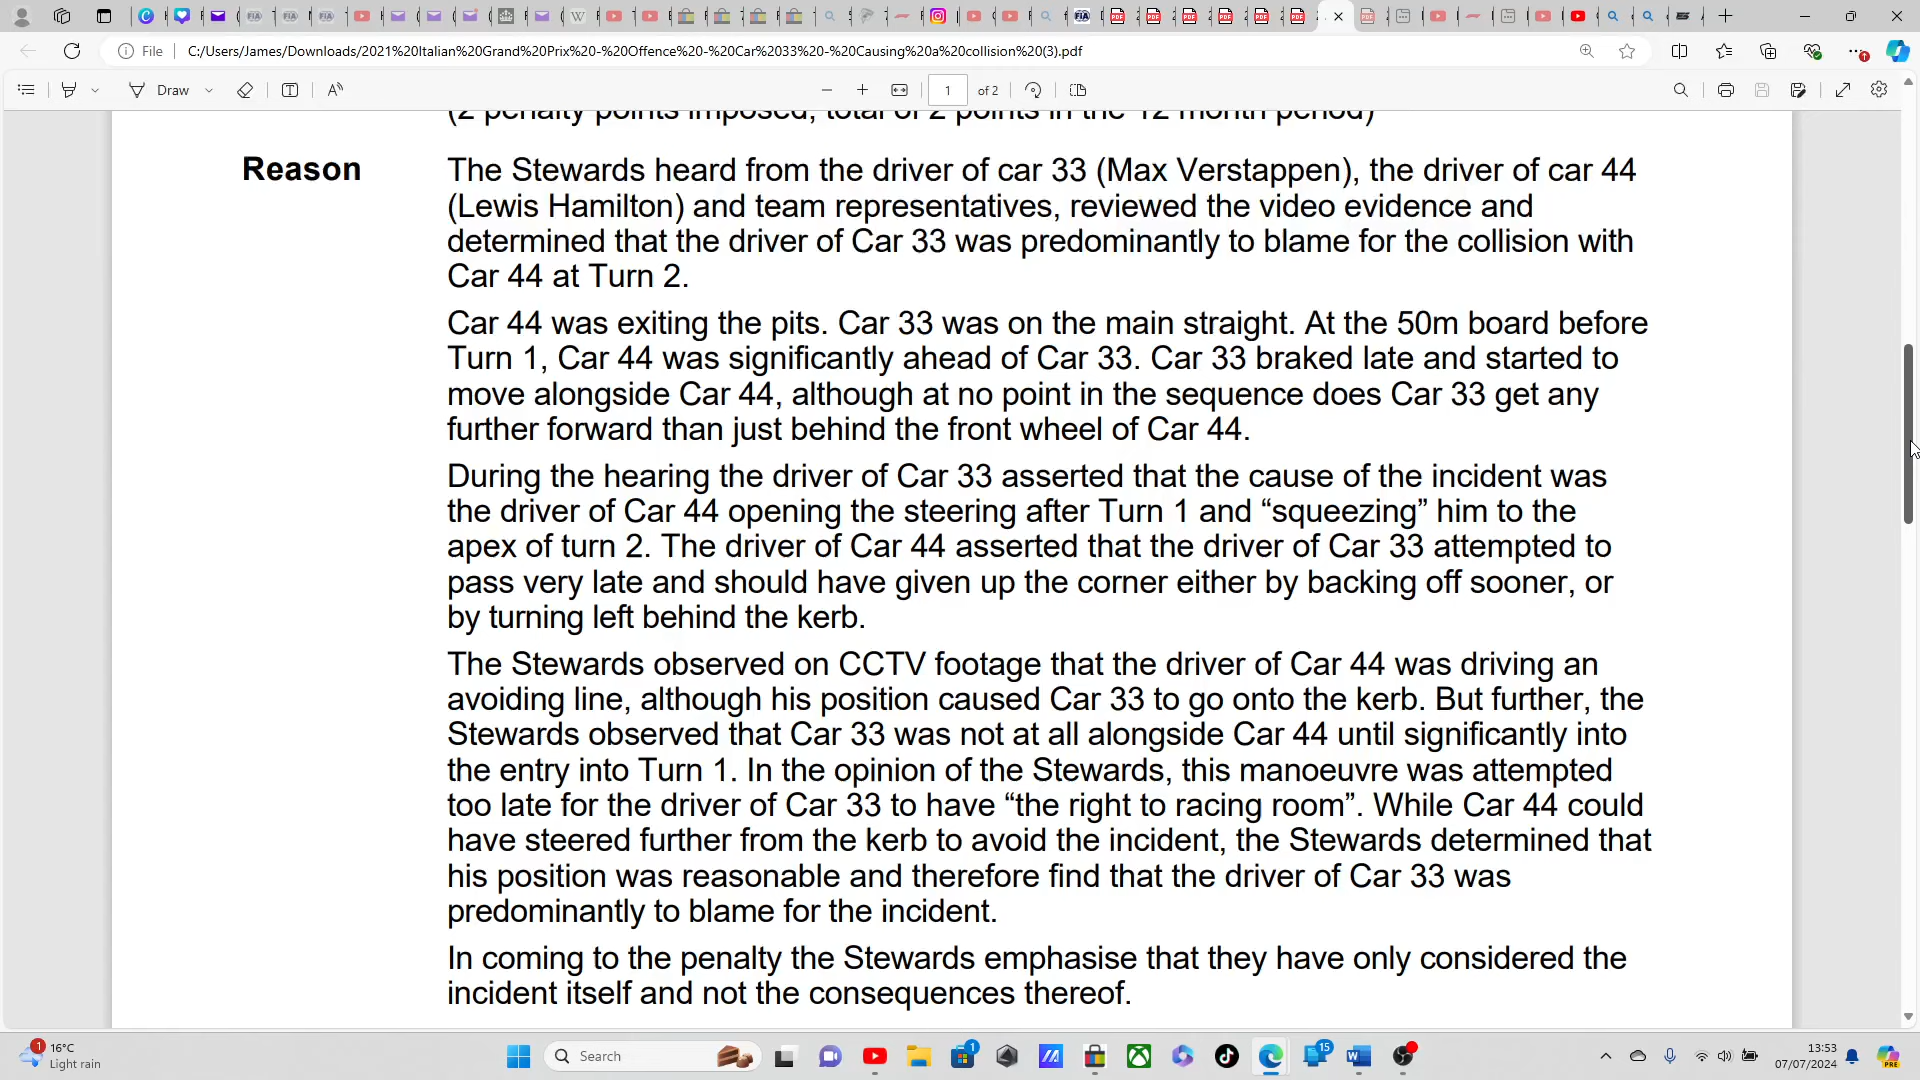 File
C:/Users/James/Downloads/2021%20Italian%20Grand%20Prix%20-%20Offence%20-%20Car%2033%20-%20Causing%20a%20collision%20(3).pdf
Draw
1
of 2
(2 penalty points imposed, total of 2 points in the 12 month period)
Reason
The Stewards heard from the driver of car 33 (Max Verstappen), the driver of car 44
(Lewis Hamilton) and team representatives, reviewed the video evidence and
determined that the driver of Car 33 was predominantly to blame for the collision with
Car 44 at Turn 2.
Car 44 was exiting the pits. Car 33 was on the main straight. At the 50m board before
Turn 1, Car 44 was significantly ahead of Car 33. Car 33 braked late and started to
move alongside Car 44, although at no point in the sequence does Car 33 get any
further forward than just behind the front wheel of Car 44.
During the hearing the driver of Car 33 asserted that the cause of the incident was
the driver of Car 44 opening the steering after Turn 1 and “squeezing” him to the
apex of turn 2. The driver of Car 44 asserted that the driver of Car 33 attempted to
pass very late and should have given up the corner either by backing off sooner, or
by turning left behind the kerb.
The Stewards observed on CCTV footage that the driver of Car 44 was driving an
avoiding line, although his position caused Car 33 to go onto the kerb. But further, the
Stewards observed that Car 33 was not at all alongside Car 44 until significantly into
the entry into Turn 1. In the opinion of the Stewards, this manoeuvre was attempted
too late for the driver of Car 33 to have “the right to racing room”. While Car 44 could
have steered further from the kerb to avoid the incident, the Stewards determined that
his position was reasonable and therefore find that the driver of Car 33 was
predominantly to blame for the incident.
In coming to the penalty the Stewards emphasise that they have only considered the
incident itself and not the consequences thereof.
1
16°C
Light rain
Search
1
15
13:53
07/07/2024